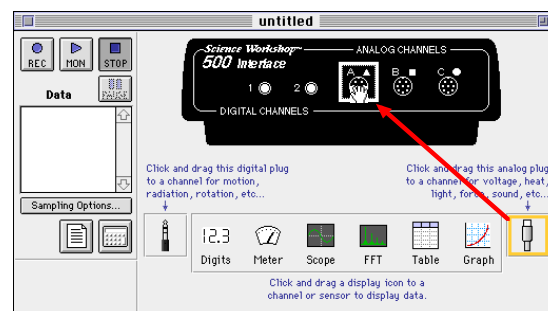 untitled
REC MON STOP
Data PAUSE
Sampling Options...
Science Workshop
500 Interface
ANALOG CHANNELS
A B C
1 2
DIGITAL CHANNELS
Click and drag this digital plug
to a channel for motion,
radiation, rotation, etc...
Click and drag this analog plug
to a channel for voltage, heat,
light, force, sound, etc...
12.3
Digits Meter Scope FFT Table Graph
Click and drag a display icon to a
channel or sensor to display data.